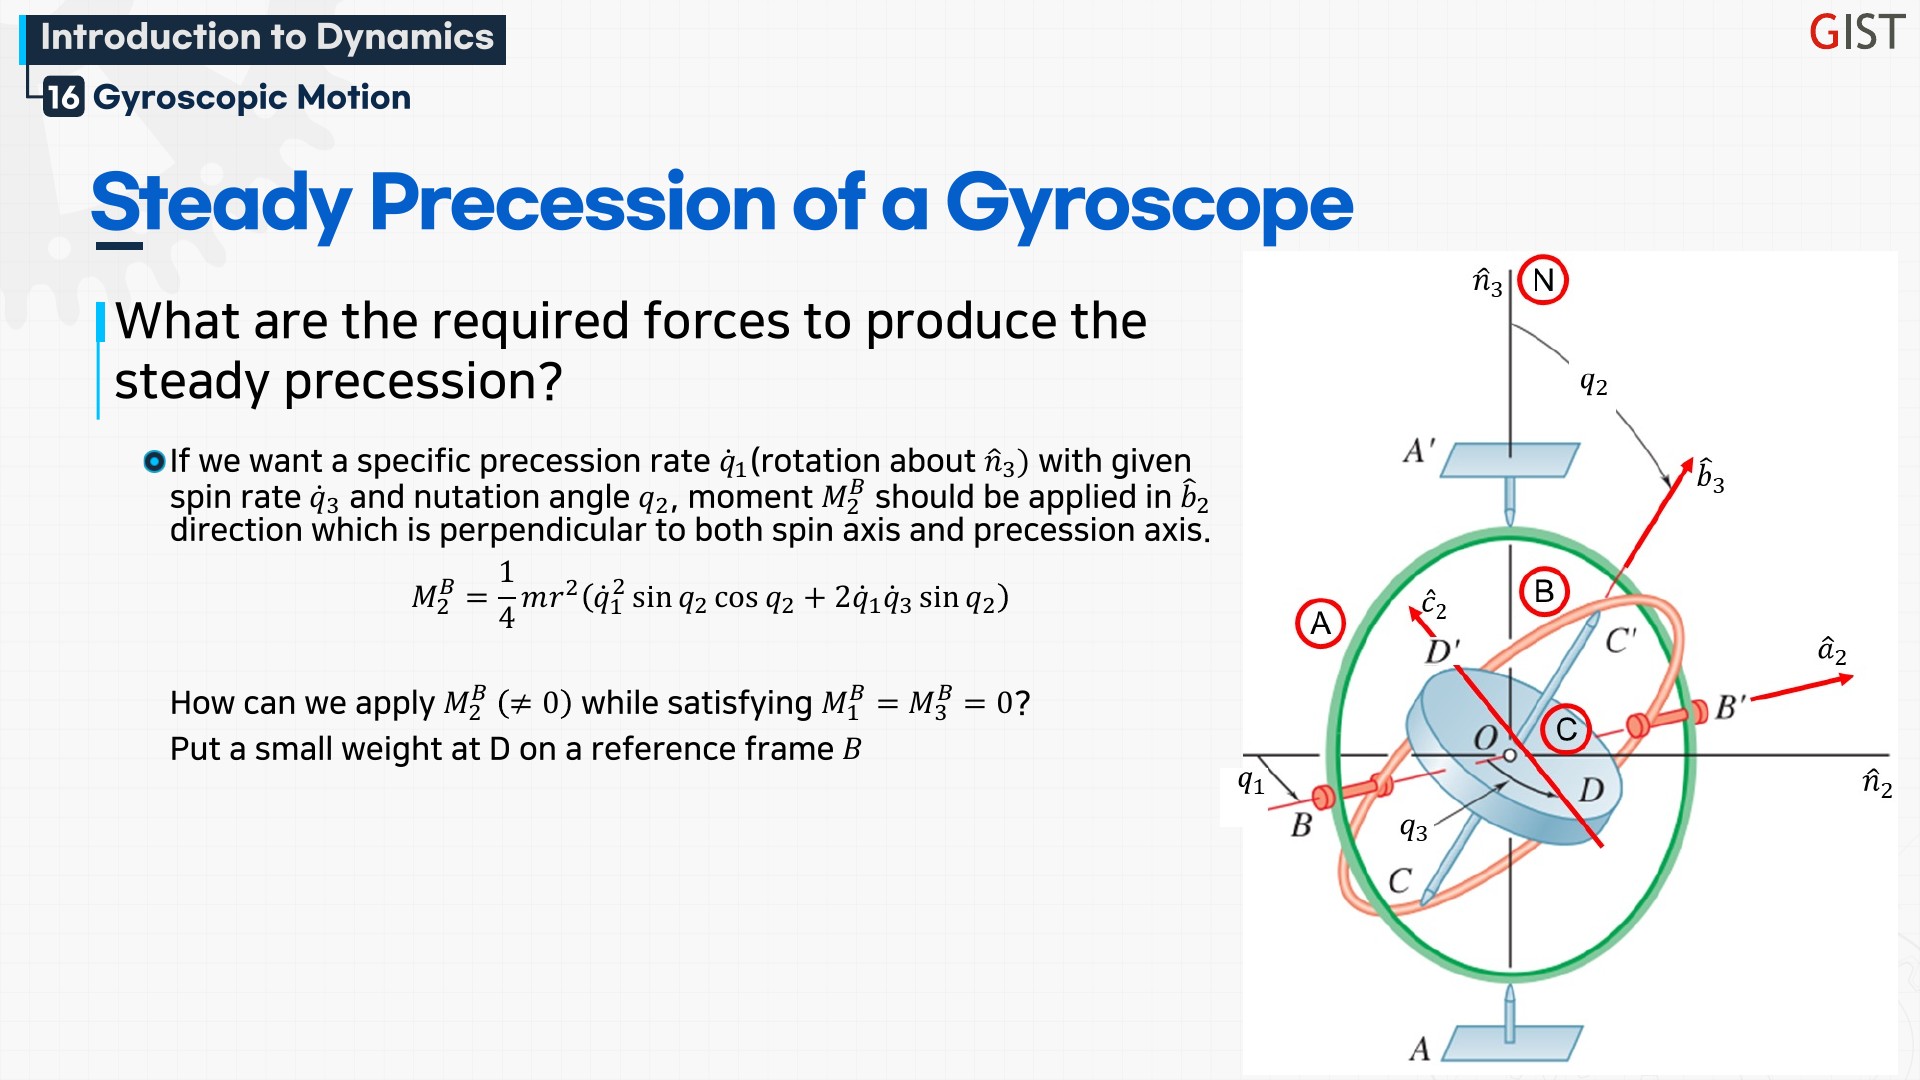 Introduction to Dynamics
GIST
16 Gyroscopic Motion
Steady Precession of a Gyroscope
What are the required forces to produce the
steady precession?
If we want a specific precession rate q̇₁(rotation about n̂₃) with given
spin rate q̇₃ and nutation angle q₂, moment M₂ᴮ should be applied in b̂₂
direction which is perpendicular to both spin axis and precession axis.
M₂ᴮ = 1/4 mr²(q̇₁² sin q₂ cos q₂ + 2q̇₁q̇₃ sin q₂)
How can we apply M₂ᴮ (≠ 0) while satisfying M₁ᴮ = M₃ᴮ = 0?
Put a small weight at D on a reference frame B
n̂₃ N
q₂
A'
b̂₃
B
ĉ₂
A
C'
D'
â₂
B'
C
O
q₁
D
n̂₂
B
q₃
C
A